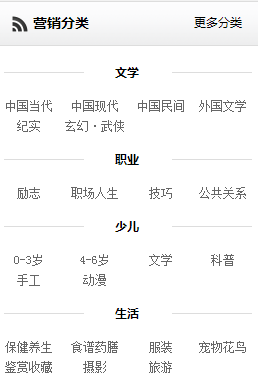 营销分类 更多分类
文学
中国当代 中国现代 中国民间 外国文学
纪实 玄幻·武侠
职业
励志 职场人生 技巧 公共关系
少儿
0-3岁 4-6岁 文学 科普
手工 动漫
生活
保健养生 食谱药膳 服装 宠物花鸟
鉴赏收藏 摄影 旅游